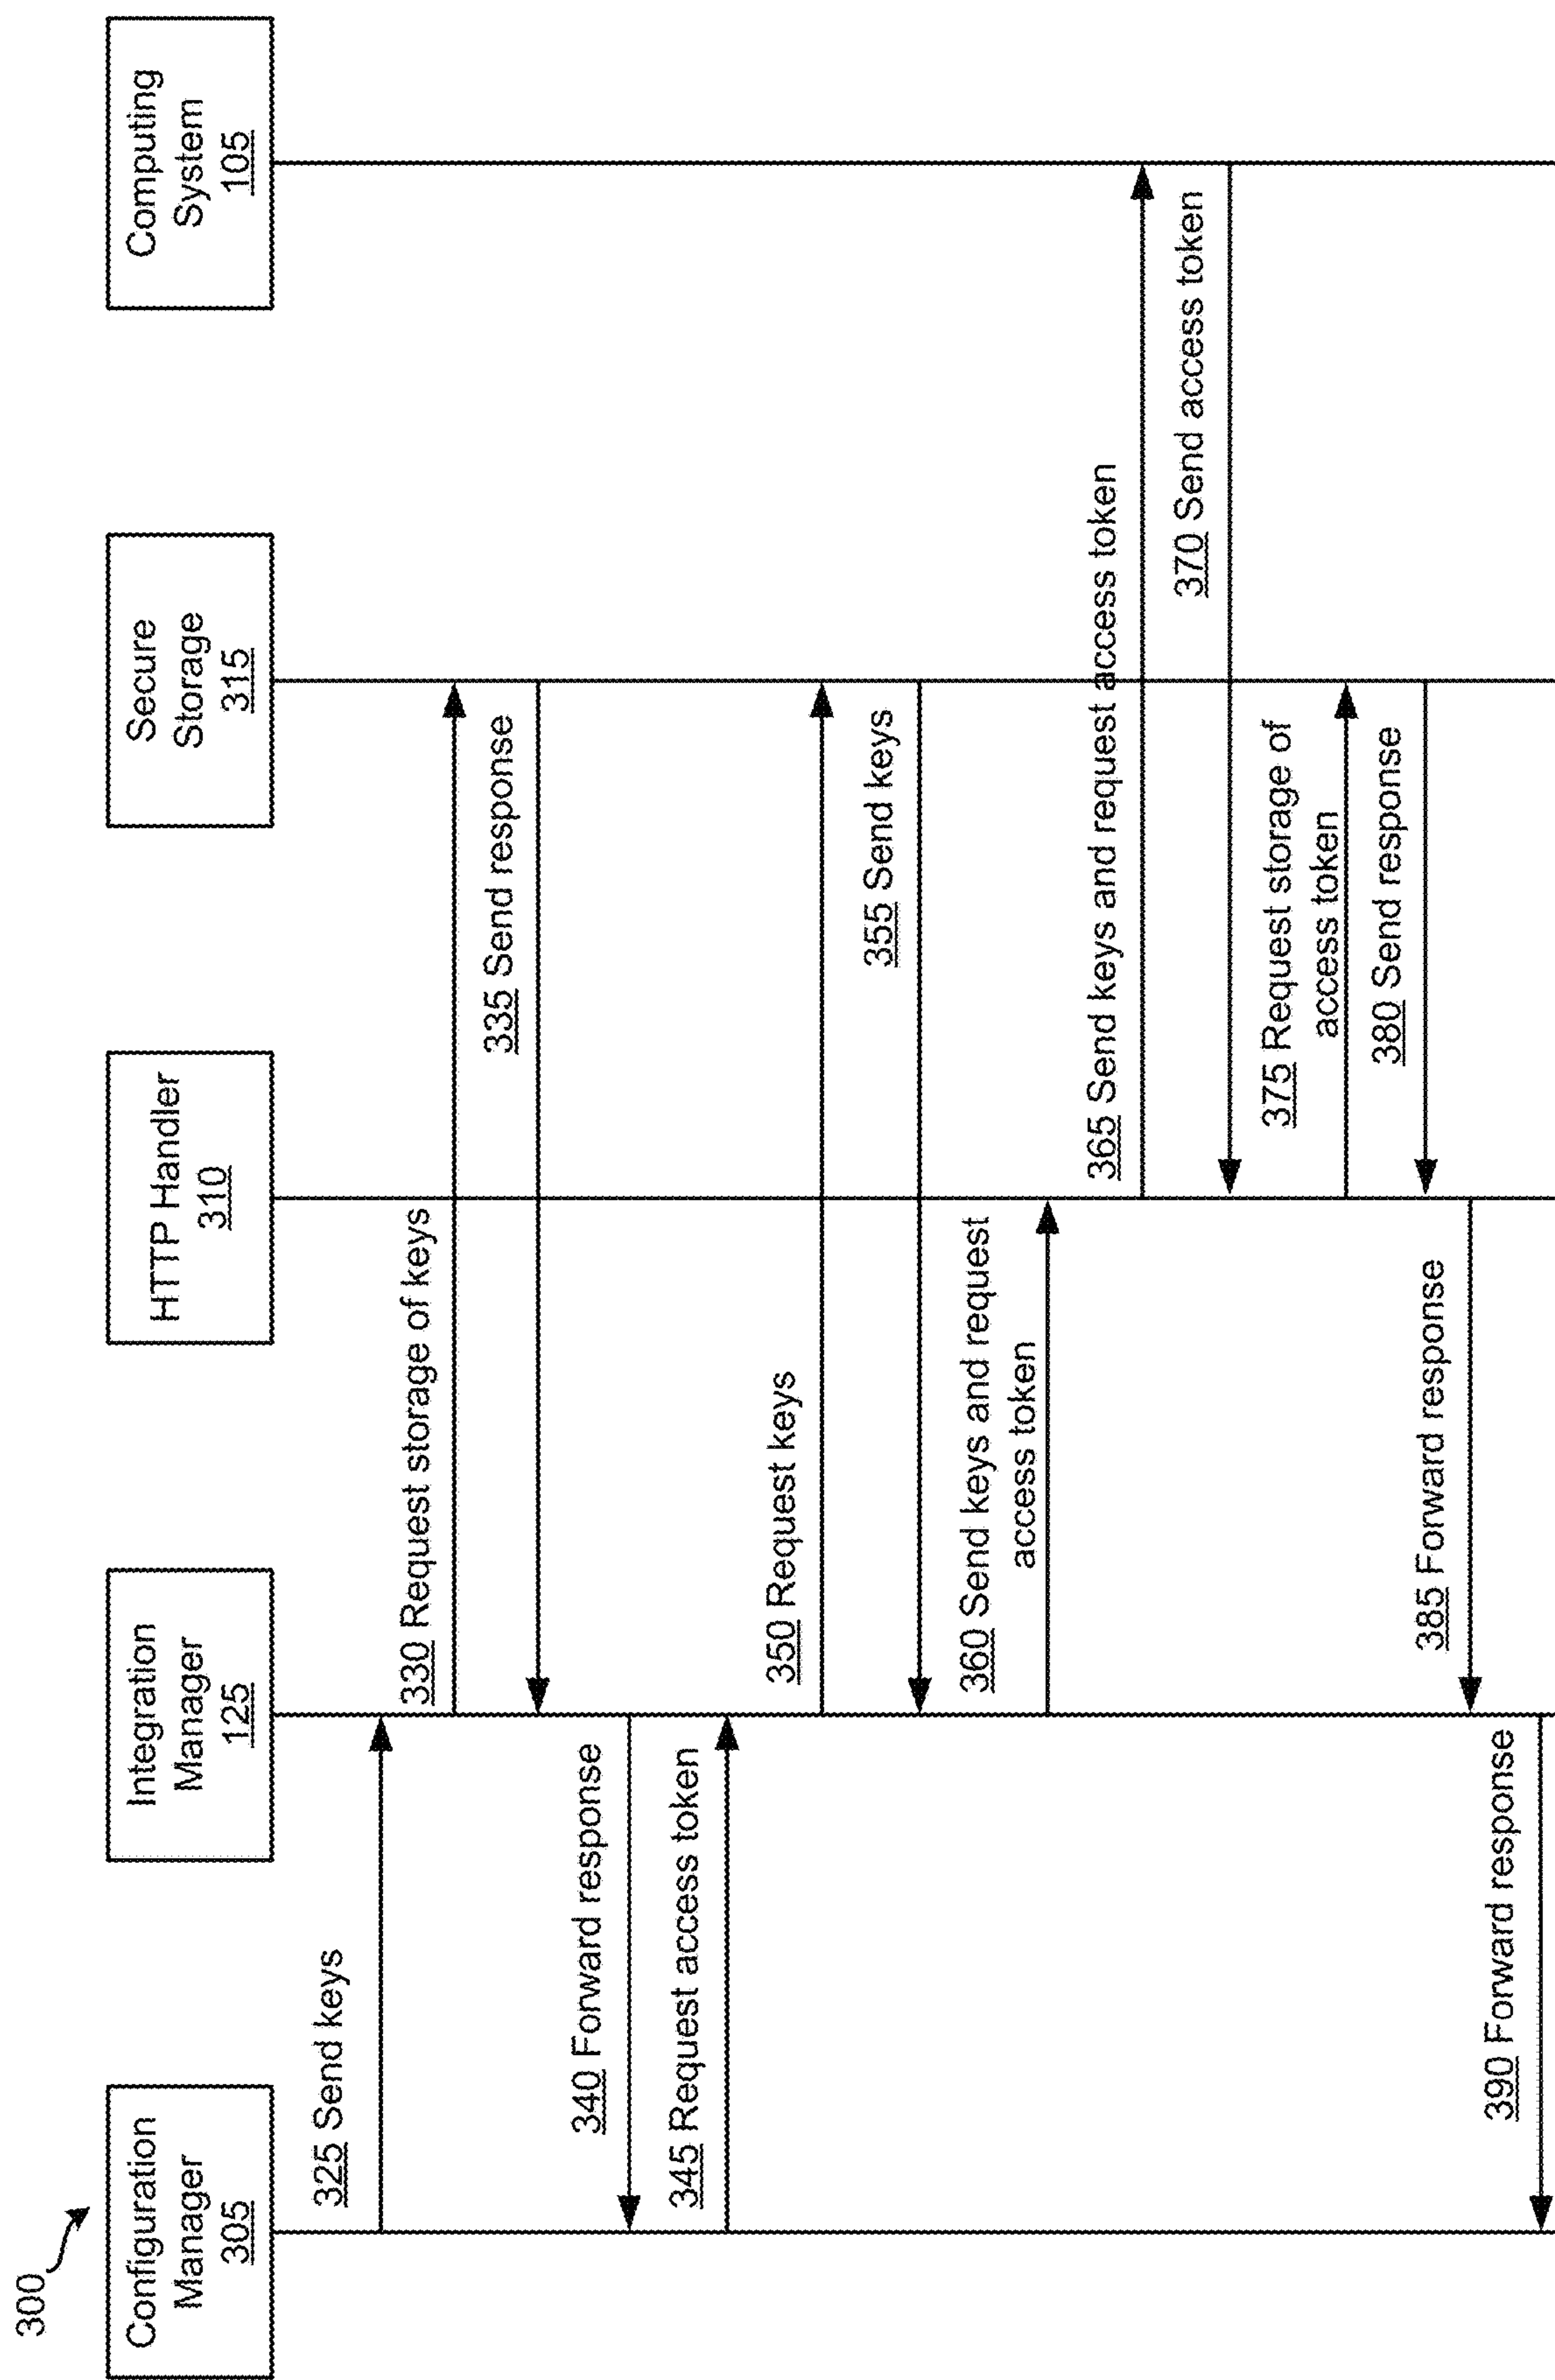 300
Configuration
Manager
305
Integration
Manager
125
HTTP Handler
310
Secure
Storage
315
Computing
System
105
325 Send keys
330 Request storage of keys
335 Send response
340 Forward response
345 Request access token
350 Request keys
355 Send keys
360 Send keys and request
access token
365 Send keys and request access token
370 Send access token
375 Request storage of
access token
380 Send response
385 Forward response
390 Forward response